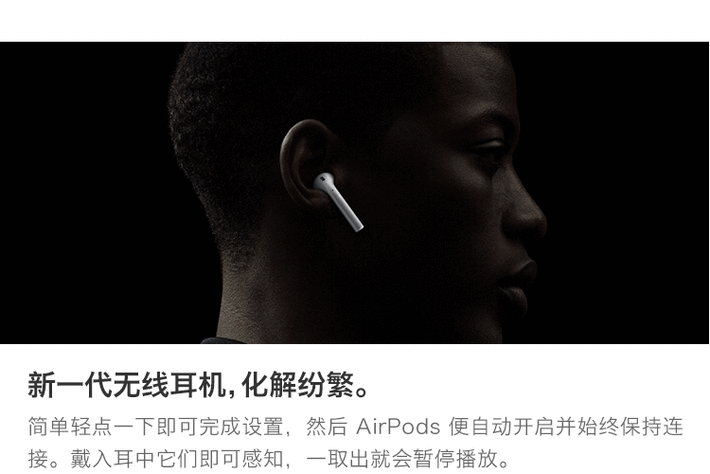 新一代无线耳机，化解纷繁。
简单轻点一下即可完成设置，然后 AirPods 便自动开启并始终保持连
接。戴入耳中它们即可感知，一取出就会暂停播放。